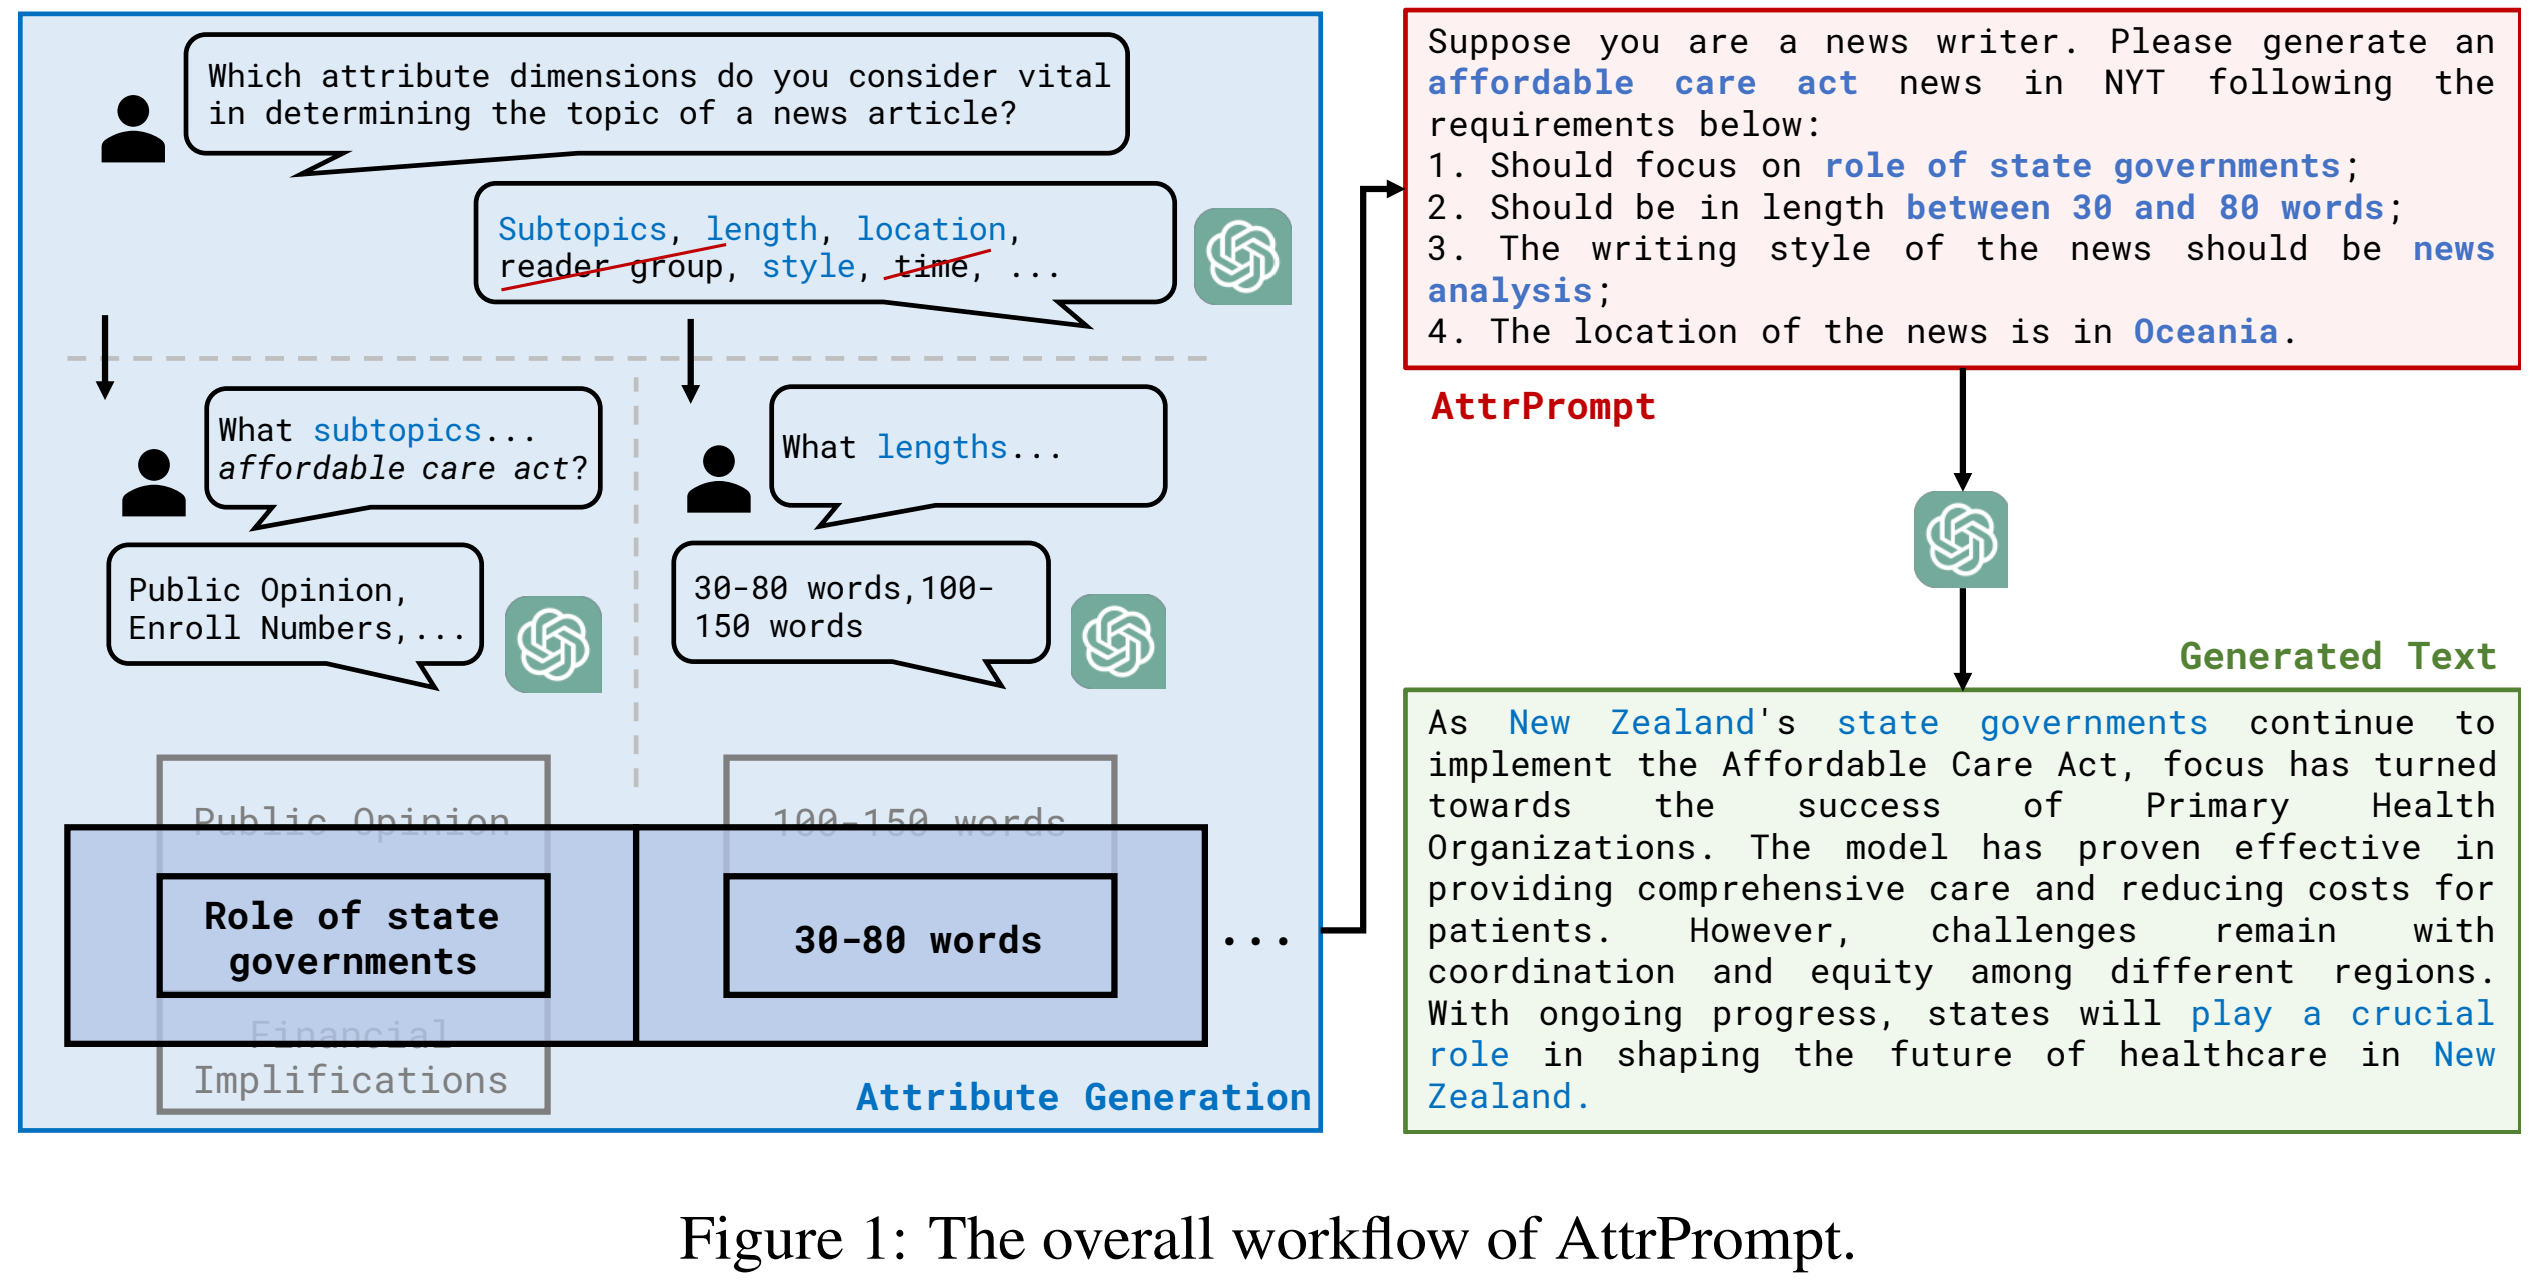 Which attribute dimensions do you consider vital
in determining the topic of a news article?
Subtopics, length, location,
reader group, style, time, ...
What subtopics...
affordable care act?
What lengths...
Public Opinion,
Enroll Numbers,...
30-80 words,100-
150 words
Public Opinion
100-150 words
Role of state
governments
30-80 words
...
Financial
Implifications
Attribute Generation
Suppose you are a news writer. Please generate an
affordable care act news in NYT following the
requirements below:
1. Should focus on role of state governments;
2. Should be in length between 30 and 80 words;
3. The writing style of the news should be news
analysis;
4. The location of the news is in Oceania.
AttrPrompt
Generated Text
As New Zealand's state governments continue to
implement the Affordable Care Act, focus has turned
towards the success of Primary Health
Organizations. The model has proven effective in
providing comprehensive care and reducing costs for
patients. However, challenges remain with
coordination and equity among different regions.
With ongoing progress, states will play a crucial
role in shaping the future of healthcare in New
Zealand.
Figure 1: The overall workflow of AttrPrompt.